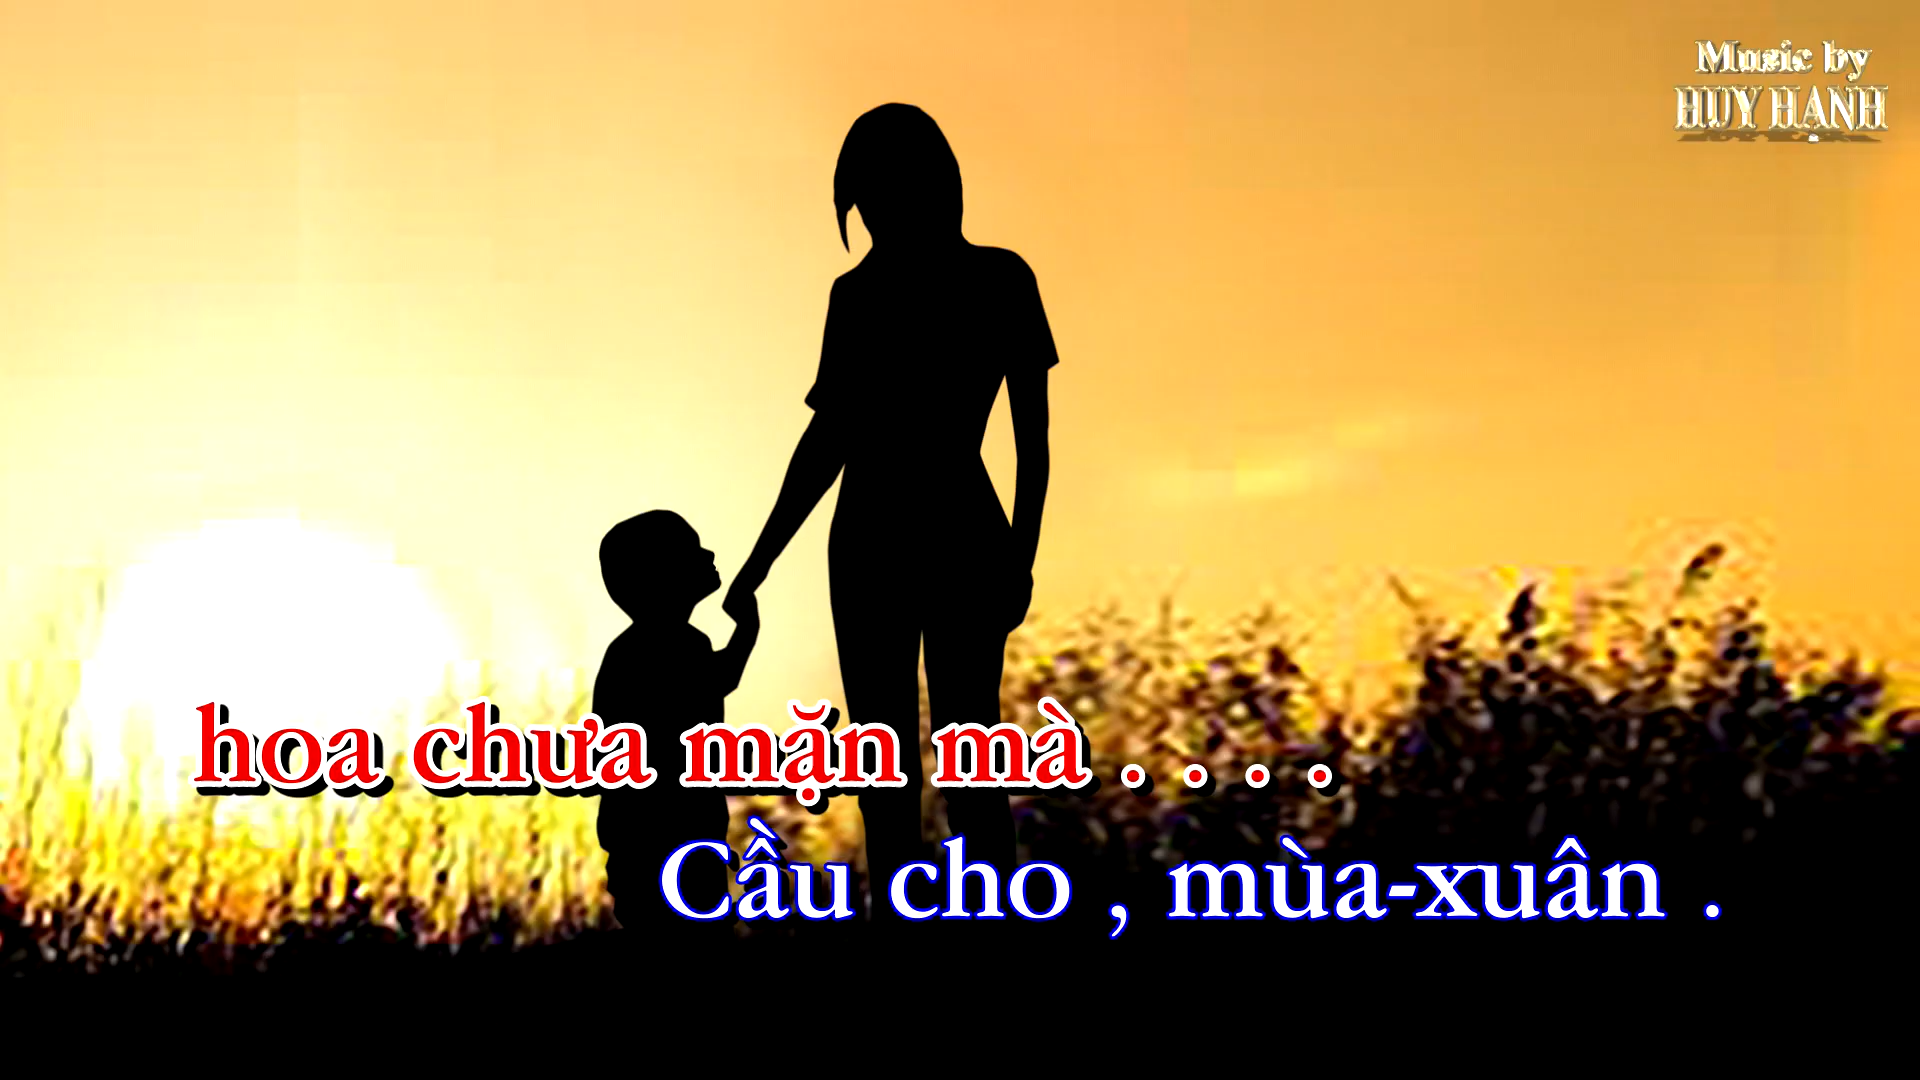 Music by
HUY HẠNH
hoa chưa mặn mà . . . .
Cầu cho , mùa-xuân .